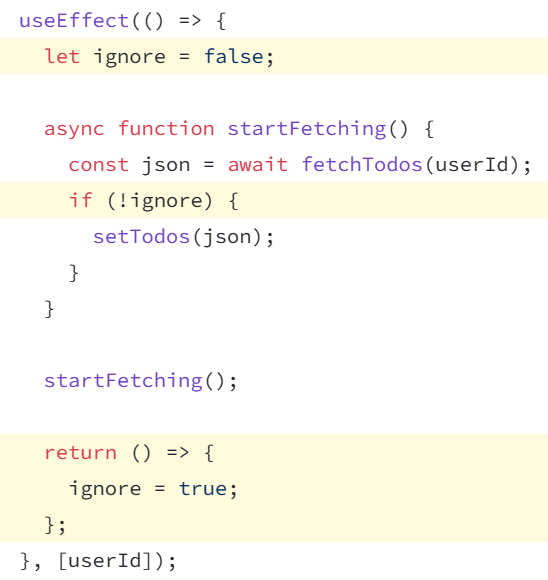 useEffect(() => {
  let ignore = false;

  async function startFetching() {
    const json = await fetchTodos(userId);
    if (!ignore) {
      setTodos(json);
    }
  }

  startFetching();

  return () => {
    ignore = true;
  };
}, [userId]);